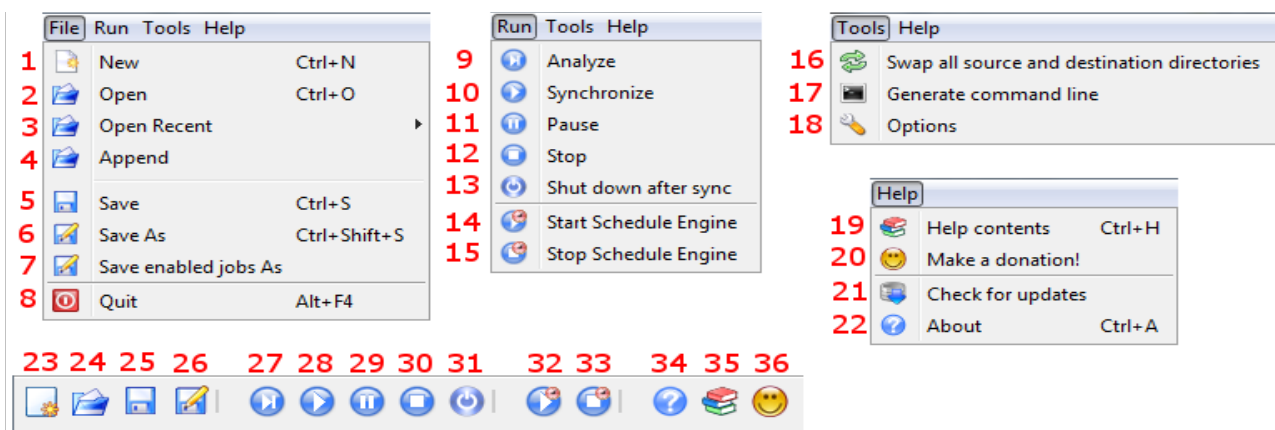 File Run Tools Help
1 New Ctrl+N
2 Open Ctrl+O
3 Open Recent
4 Append
5 Save Ctrl+S
6 Save As Ctrl+Shift+S
7 Save enabled jobs As
8 Quit Alt+F4
Run Tools Help
9 Analyze
10 Synchronize
11 Pause
12 Stop
13 Shut down after sync
14 Start Schedule Engine
15 Stop Schedule Engine
Tools Help
16 Swap all source and destination directories
17 Generate command line
18 Options
Help
19 Help contents Ctrl+H
20 Make a donation!
21 Check for updates
22 About Ctrl+A
23 24 25 26 27 28 29 30 31 32 33 34 35 36